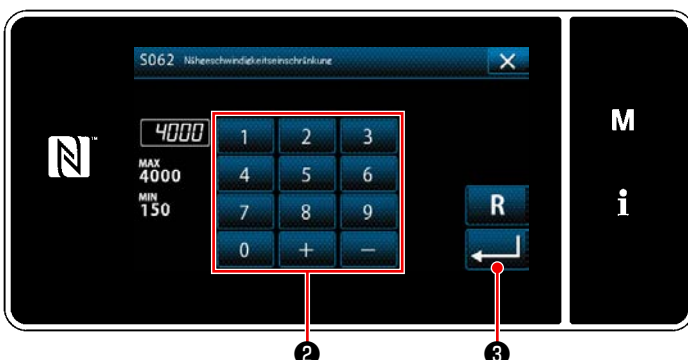 S062 Nähgeschwindigkeitseinschränkung
4000
MAX
4000
MIN
150
1 2 3
4 5 6
7 8 9
0 + −
R
M
i
N™
❷ ❸